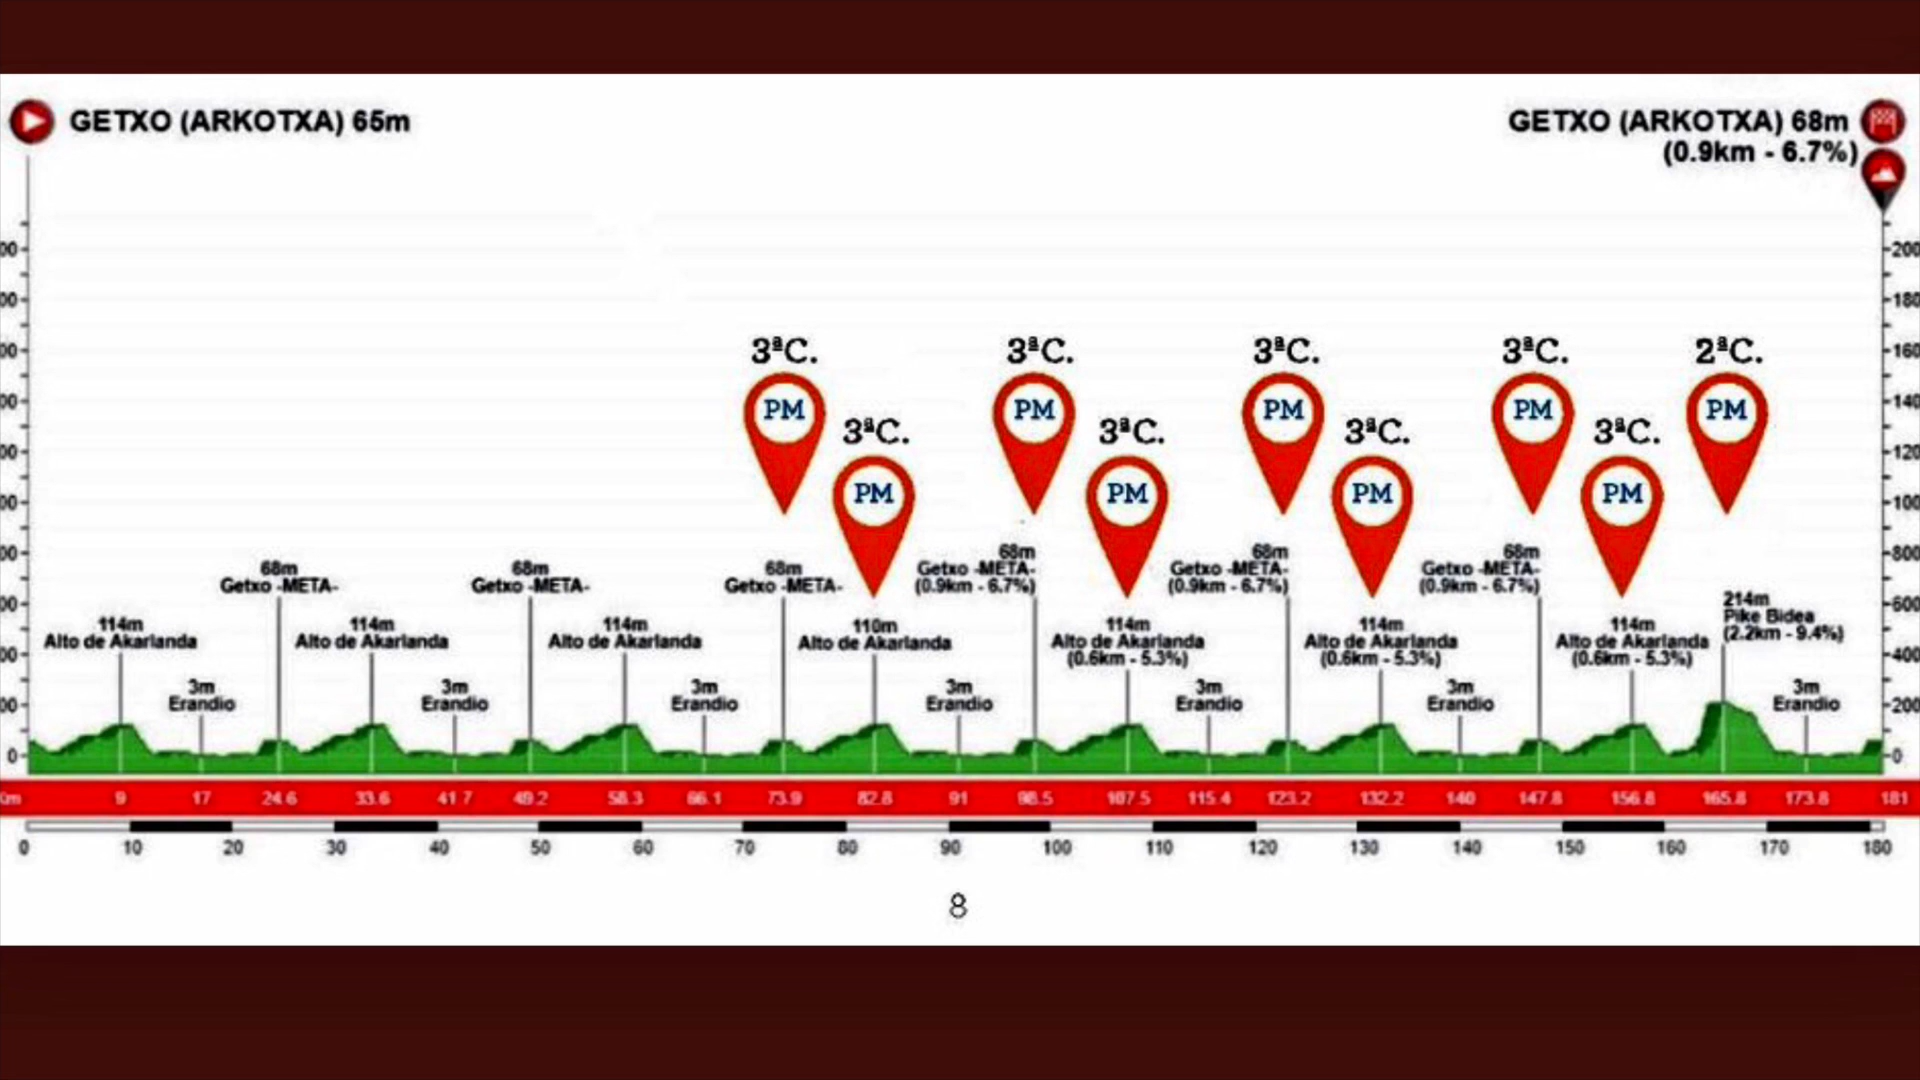 GETXO (ARKOTXA) 65m
GETXO (ARKOTXA) 68m
(0.9km - 6.7%)
3ªC.
3ªC.
3ªC.
3ªC.
2ªC.
PM
PM
PM
PM
PM
3ªC.
3ªC.
3ªC.
3ªC.
PM
PM
PM
PM
68m
Getxo -META-
68m
Getxo -META-
68m
Getxo -META-
68m
Getxo -META-
(0.9km - 6.7%)
68m
Getxo -META-
(0.9km - 6.7%)
68m
Getxo -META-
(0.9km - 6.7%)
114m
Alto de Akarlanda
114m
Alto de Akarlanda
114m
Alto de Akarlanda
110m
Alto de Akarlanda
114m
Alto de Akarlanda
(0.6km - 5.3%)
114m
Alto de Akarlanda
(0.6km - 5.3%)
114m
Alto de Akarlanda
(0.6km - 5.3%)
214m
Pike Bidea
(2.2km - 9.4%)
3m
Erandio
3m
Erandio
3m
Erandio
3m
Erandio
3m
Erandio
3m
Erandio
3m
Erandio
800
600
400
200
0
0
9 17 24.6 33.6 41.7 49.2 58.3 66.1 73.9 82.8 91 98.5 107.5 115.4 123.2 132.2 140 147.8 156.8 165.8 173.8 181
0 10 20 30 40 50 60 70 80 90 100 110 120 130 140 150 160 170 180
8